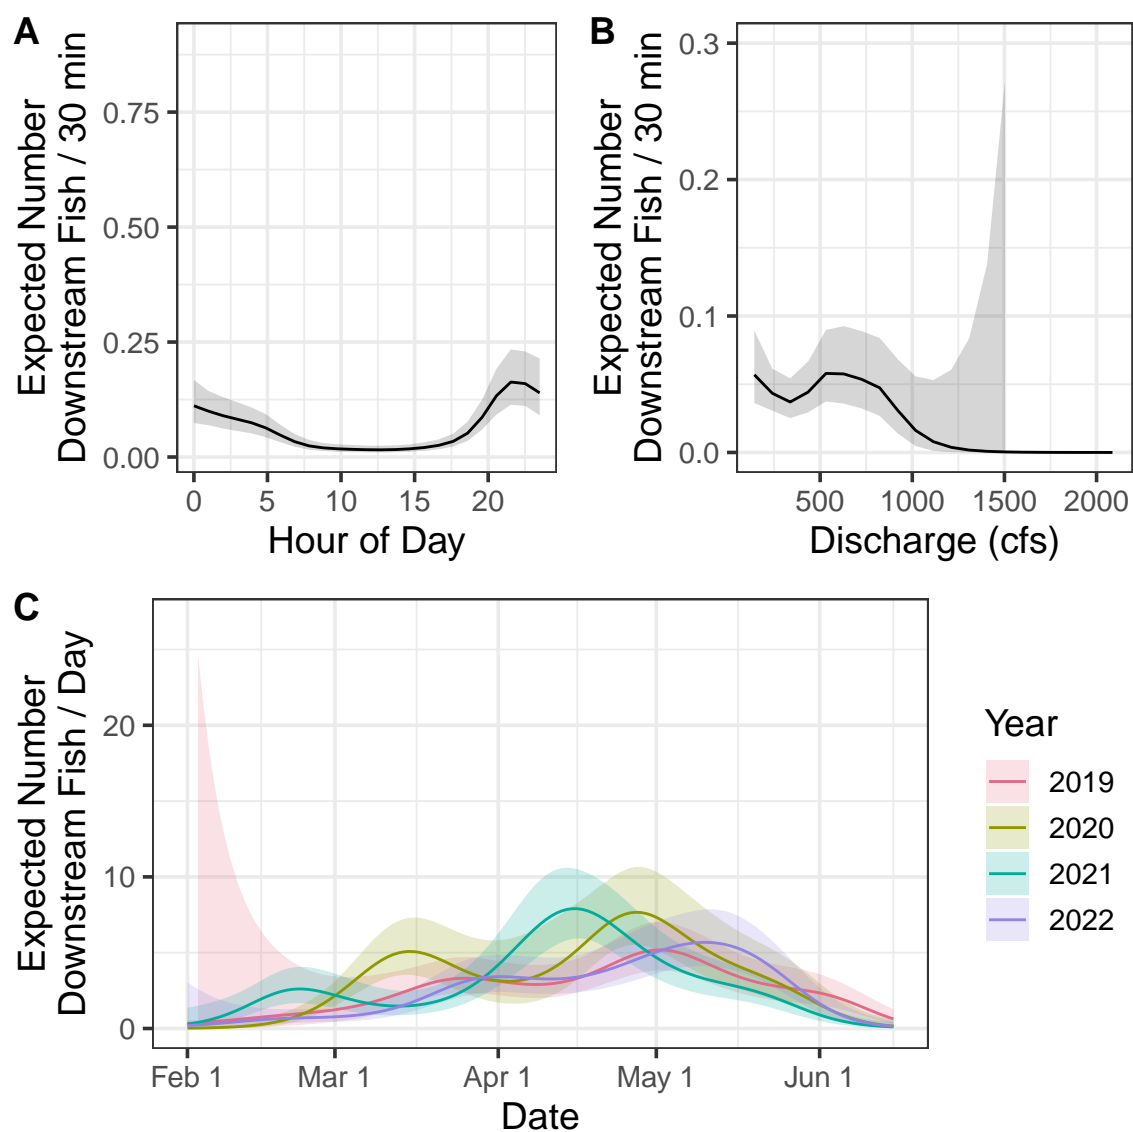 A
Expected Number
Downstream Fish / 30 min
0.75
0.50
0.25
0.00
0 5 10 15 20
Hour of Day
B
Expected Number
Downstream Fish / 30 min
0.3
0.2
0.1
0.0
500 1000 1500 2000
Discharge (cfs)
C
Expected Number
Downstream Fish / Day
20
10
0
Feb 1 Mar 1 Apr 1 May 1 Jun 1
Date
Year
2019
2020
2021
2022